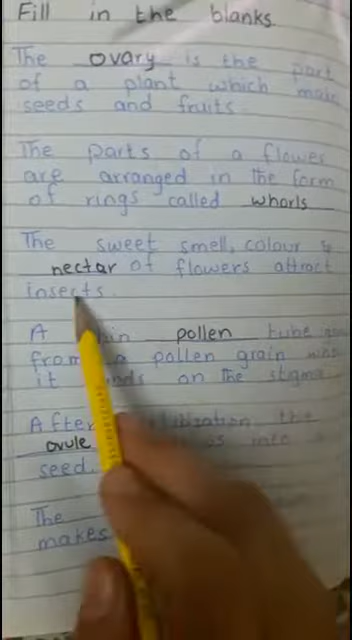 Fill in the blanks
The ovary is the part
of a plant which makes
seeds and fruits.
The parts of a flower
are arranged in the form
of rings called whorls
The sweet smell, colour &
nectar of flowers attract
insects.
A pollen tube
from a pollen grain
it on the stigma
After the
ovule
seed.
The
makes